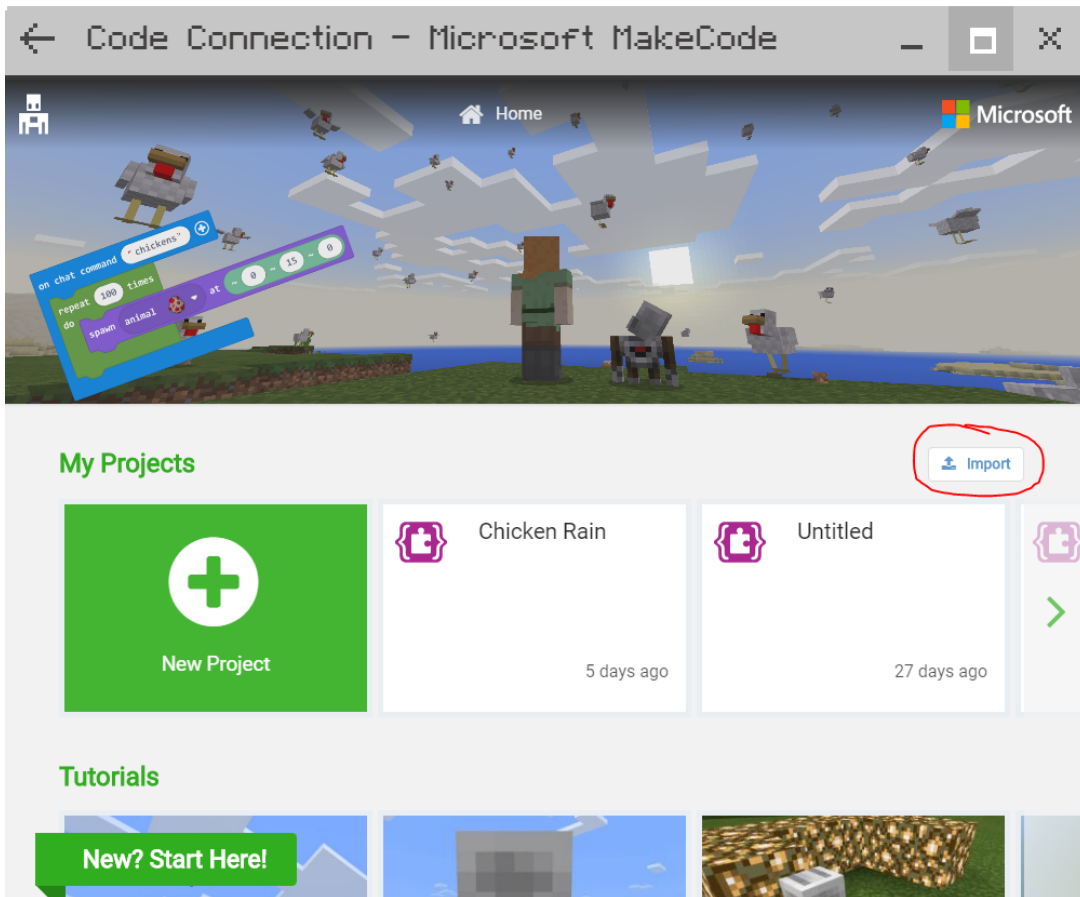 Code Connection - Microsoft MakeCode
Home
Microsoft
on chat command "chickens"
repeat 100 times
do
spawn animal at ~ 0 ~ 15 ~ 0
My Projects
Import
New Project
Chicken Rain
5 days ago
Untitled
27 days ago
Tutorials
New? Start Here!